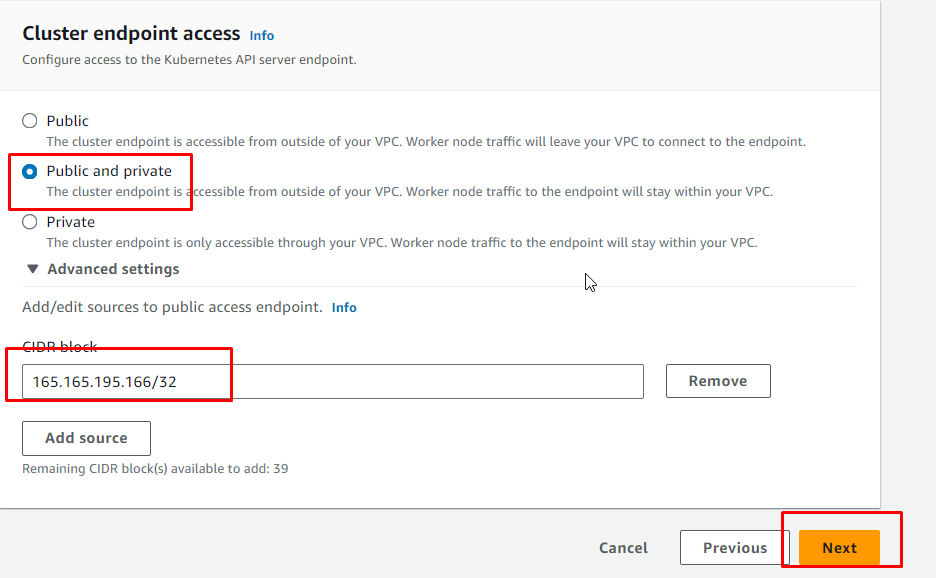 Cluster endpoint access Info
Configure access to the Kubernetes API server endpoint.
Public
The cluster endpoint is accessible from outside of your VPC. Worker node traffic will leave your VPC to connect to the endpoint.
Public and private
The cluster endpoint is accessible from outside of your VPC. Worker node traffic to the endpoint will stay within your VPC.
Private
The cluster endpoint is only accessible through your VPC. Worker node traffic to the endpoint will stay within your VPC.
Advanced settings
Add/edit sources to public access endpoint. Info
CIDR block
165.165.195.166/32 Remove
Add source
Remaining CIDR block(s) available to add: 39
Cancel Previous Next